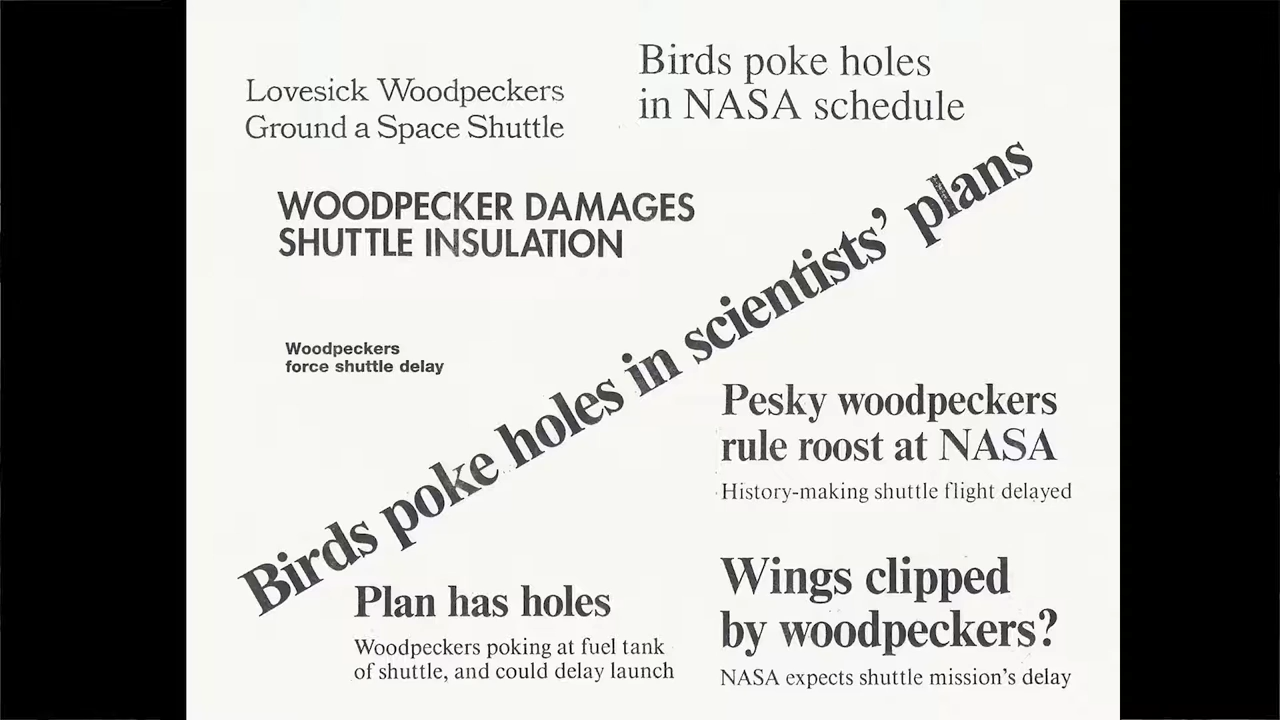 Lovesick Woodpeckers
Ground a Space Shuttle
Birds poke holes
in NASA schedule
WOODPECKER DAMAGES
SHUTTLE INSULATION
Birds poke holes in scientists’ plans
Woodpeckers
force shuttle delay
Pesky woodpeckers
rule roost at NASA
History-making shuttle flight delayed
Plan has holes
Woodpeckers poking at fuel tank
of shuttle, and could delay launch
Wings clipped
by woodpeckers?
NASA expects shuttle mission’s delay